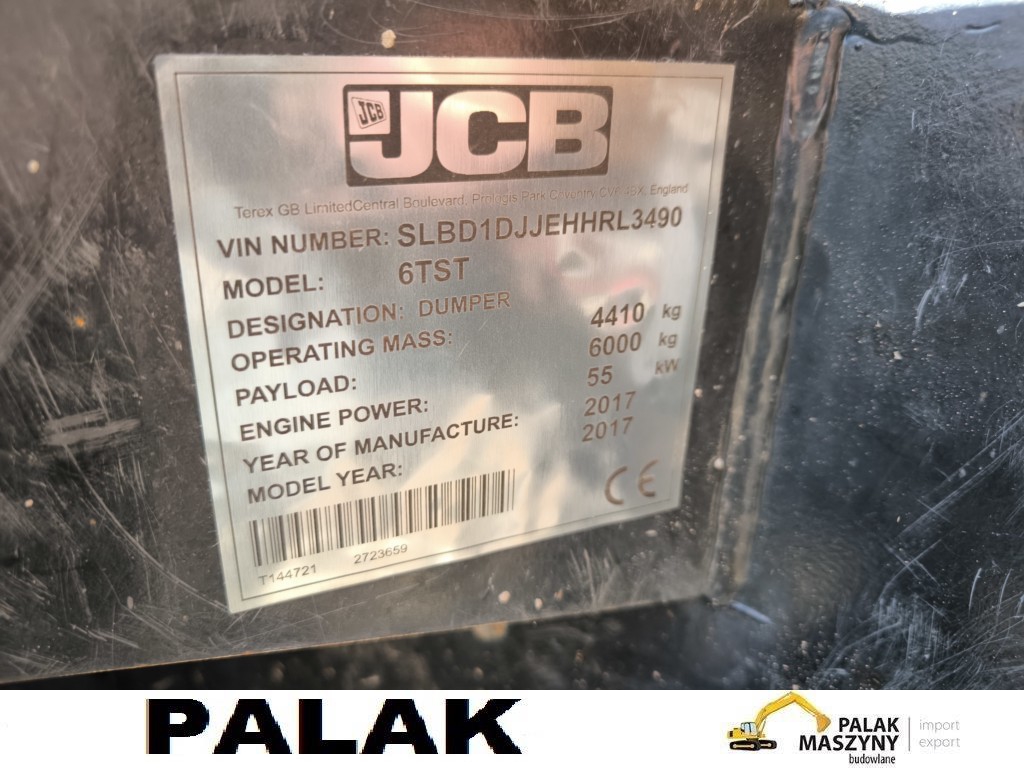 JCB
JCB
Terex GB LimitedCentral Boulevard, Prologis Park Coventry CV6 4BX, England
VIN NUMBER: SLBD1DJJEHHRL3490
MODEL: 6TST
DESIGNATION: DUMPER
OPERATING MASS: 4410 kg
PAYLOAD: 6000 kg
ENGINE POWER: 55 kW
YEAR OF MANUFACTURE: 2017
MODEL YEAR: 2017
CE
T144721 2723659
PALAK
PALAK
MASZYNY
budowlane
import
export